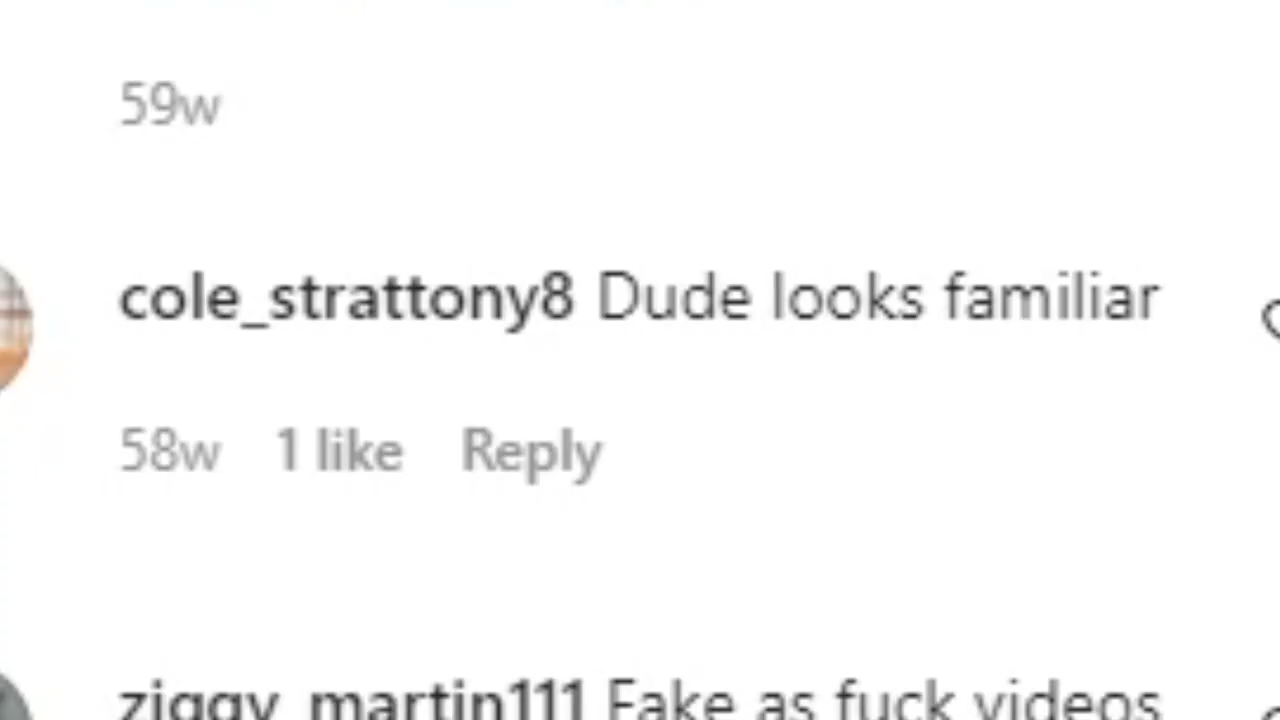 59w
cole_strattony8 Dude looks familiar
58w 1 like Reply
ziggy_martin111 Fake as fuck videos